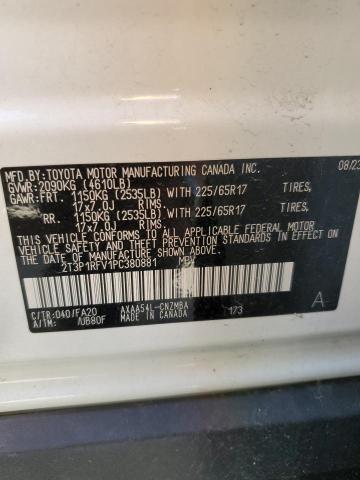 MFD.BY:TOYOTA MOTOR MANUFACTURING CANADA INC. 08/23
GVWR:2090KG (4610LB)
GAWR:FRT. 1150KG (2535LB) WITH 225/65R17 TIRES,
17x7.0J RIMS.
RR. 1150KG (2535LB) WITH 225/65R17 TIRES,
17x7.0J RIMS.
THIS VEHICLE CONFORMS TO ALL APPLICABLE FEDERAL MOTOR
VEHICLE SAFETY STANDARDS IN EFFECT ON THE
DATE OF MANUFACTURE SHOWN ABOVE.
2T3P1RFV1PC380881 MPV
C/TR:040/FA20 AXAA54L-CNZMBA 173 A
A/TM: /UB80F MADE IN CANADA